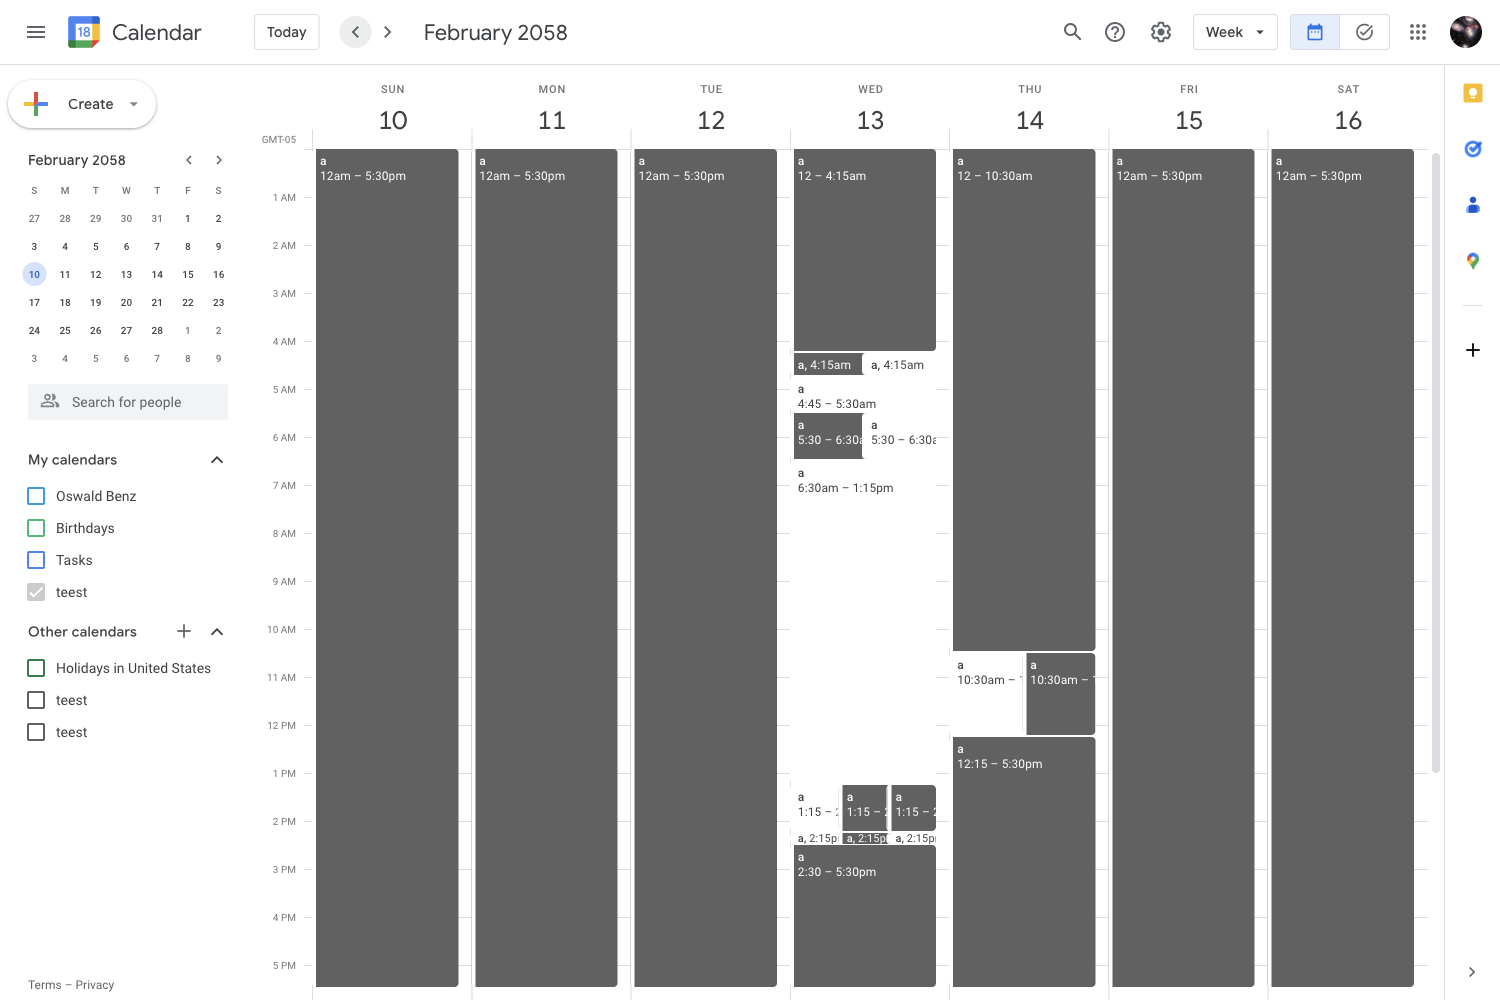 18 Calendar
Today
February 2058
Week
Create
SUN MON TUE WED THU FRI SAT
10 11 12 13 14 15 16
GMT-05
February 2058
S M T W T F S
27 28 29 30 31 1 2
3 4 5 6 7 8 9
10 11 12 13 14 15 16
17 18 19 20 21 22 23
24 25 26 27 28 1 2
3 4 5 6 7 8 9
Search for people
My calendars
Oswald Benz
Birthdays
Tasks
teest
Other calendars
Holidays in United States
teest
teest
Terms – Privacy
1 AM
2 AM
3 AM
4 AM
5 AM
6 AM
7 AM
8 AM
9 AM
10 AM
11 AM
12 PM
1 PM
2 PM
3 PM
4 PM
5 PM
a
12am – 5:30pm
a
12am – 5:30pm
a
12am – 5:30pm
a
12 – 4:15am
a, 4:15am
a, 4:15am
a
4:45 – 5:30am
a
5:30 – 6:30a
a
5:30 – 6:30a
a
6:30am – 1:15pm
a
1:15 – 2
a
1:15 – 2
a
1:15 – 2
a, 2:15p
a, 2:15p
a, 2:15p
a
2:30 – 5:30pm
a
12 – 10:30am
a
10:30am –
a
10:30am –
a
12:15 – 5:30pm
a
12am – 5:30pm
a
12am – 5:30pm